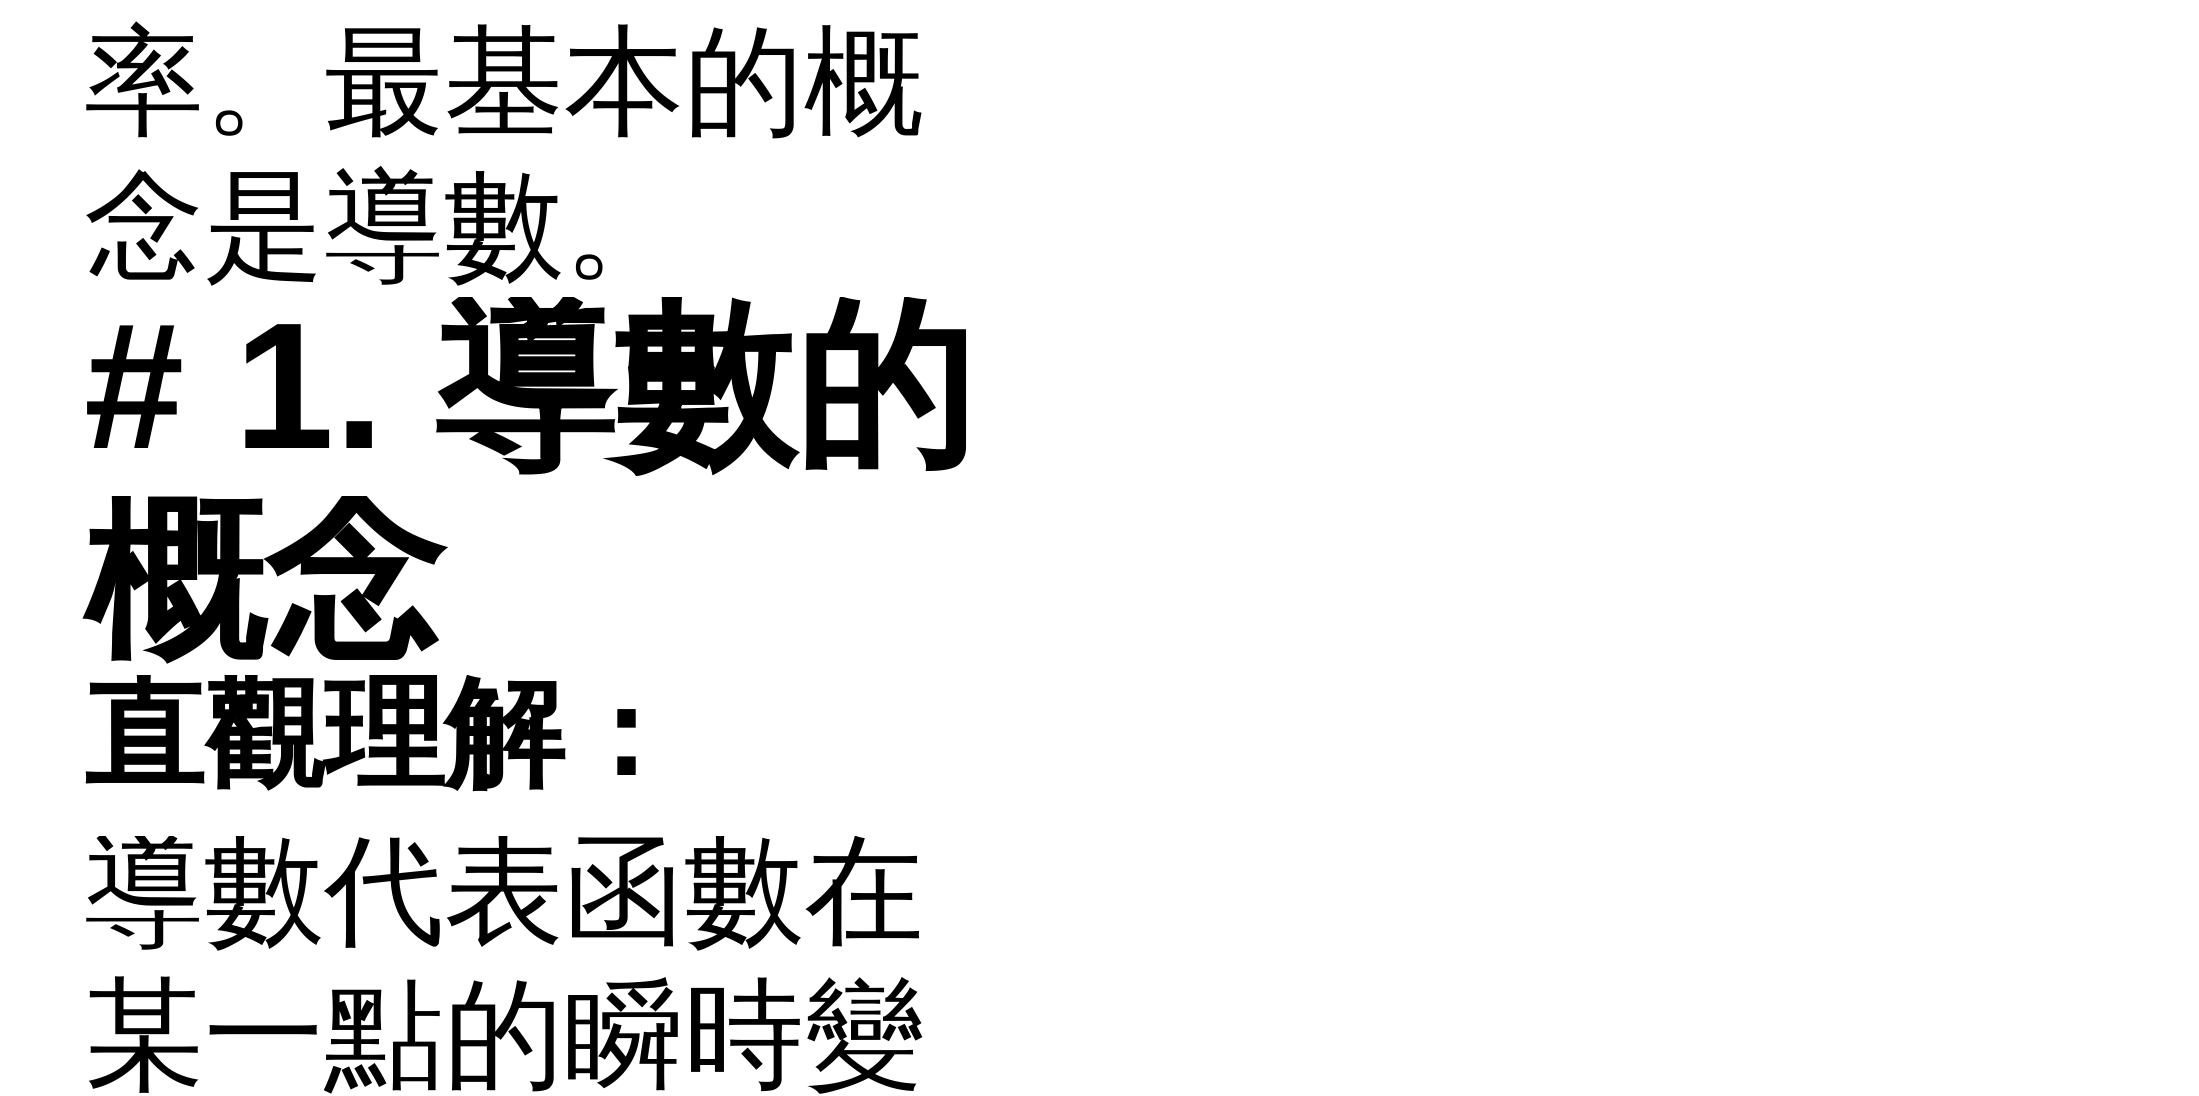 率。最基本的概
念是導數。
# 1. 導數的
概念
直觀理解：
導數代表函數在
某一點的瞬時變